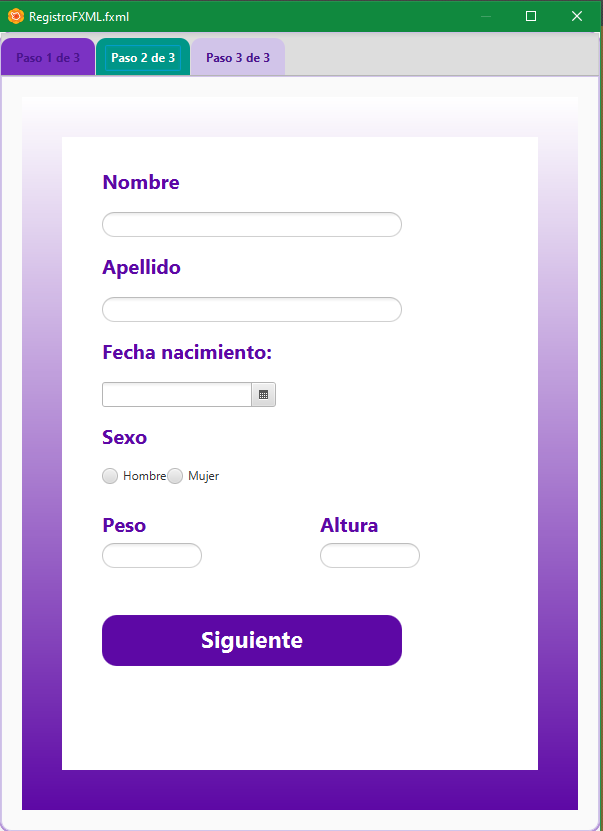 RegistroFXML.fxml
Paso 1 de 3 Paso 2 de 3 Paso 3 de 3
Nombre
Apellido
Fecha nacimiento:
Sexo
Hombre Mujer
Peso Altura
Siguiente